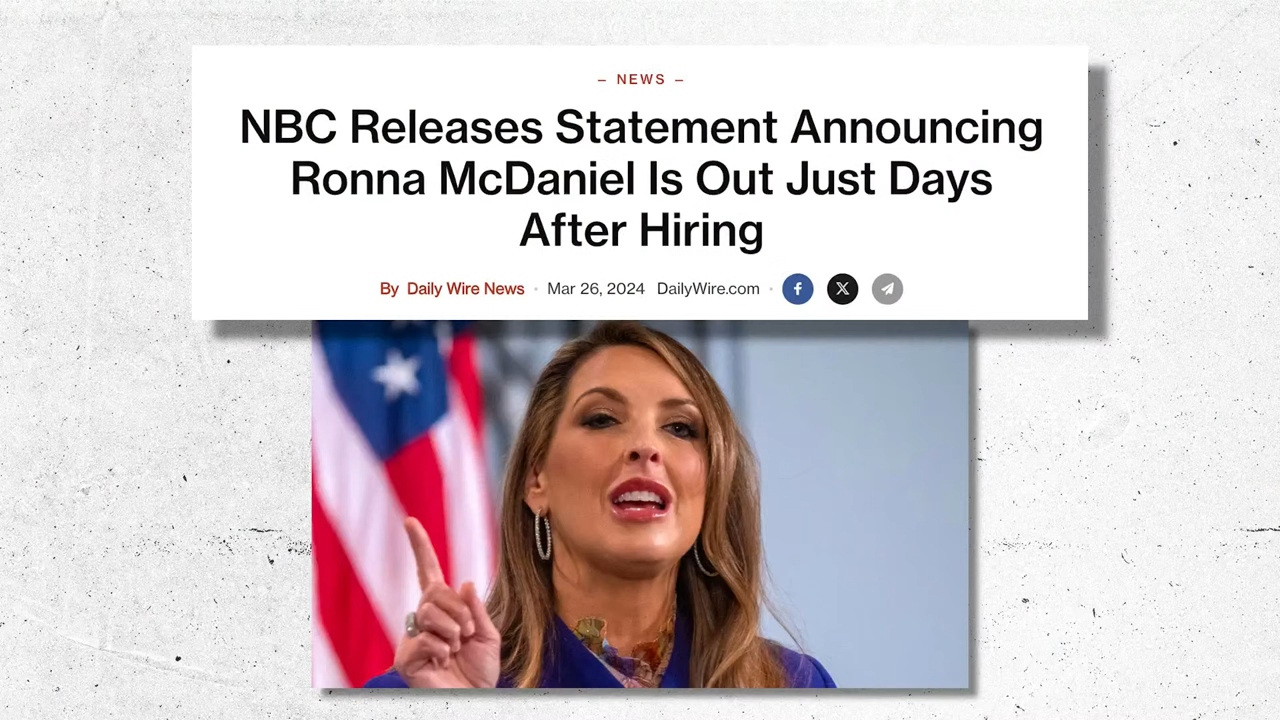 – NEWS –
NBC Releases Statement Announcing
Ronna McDaniel Is Out Just Days
After Hiring
By Daily Wire News • Mar 26, 2024 DailyWire.com •